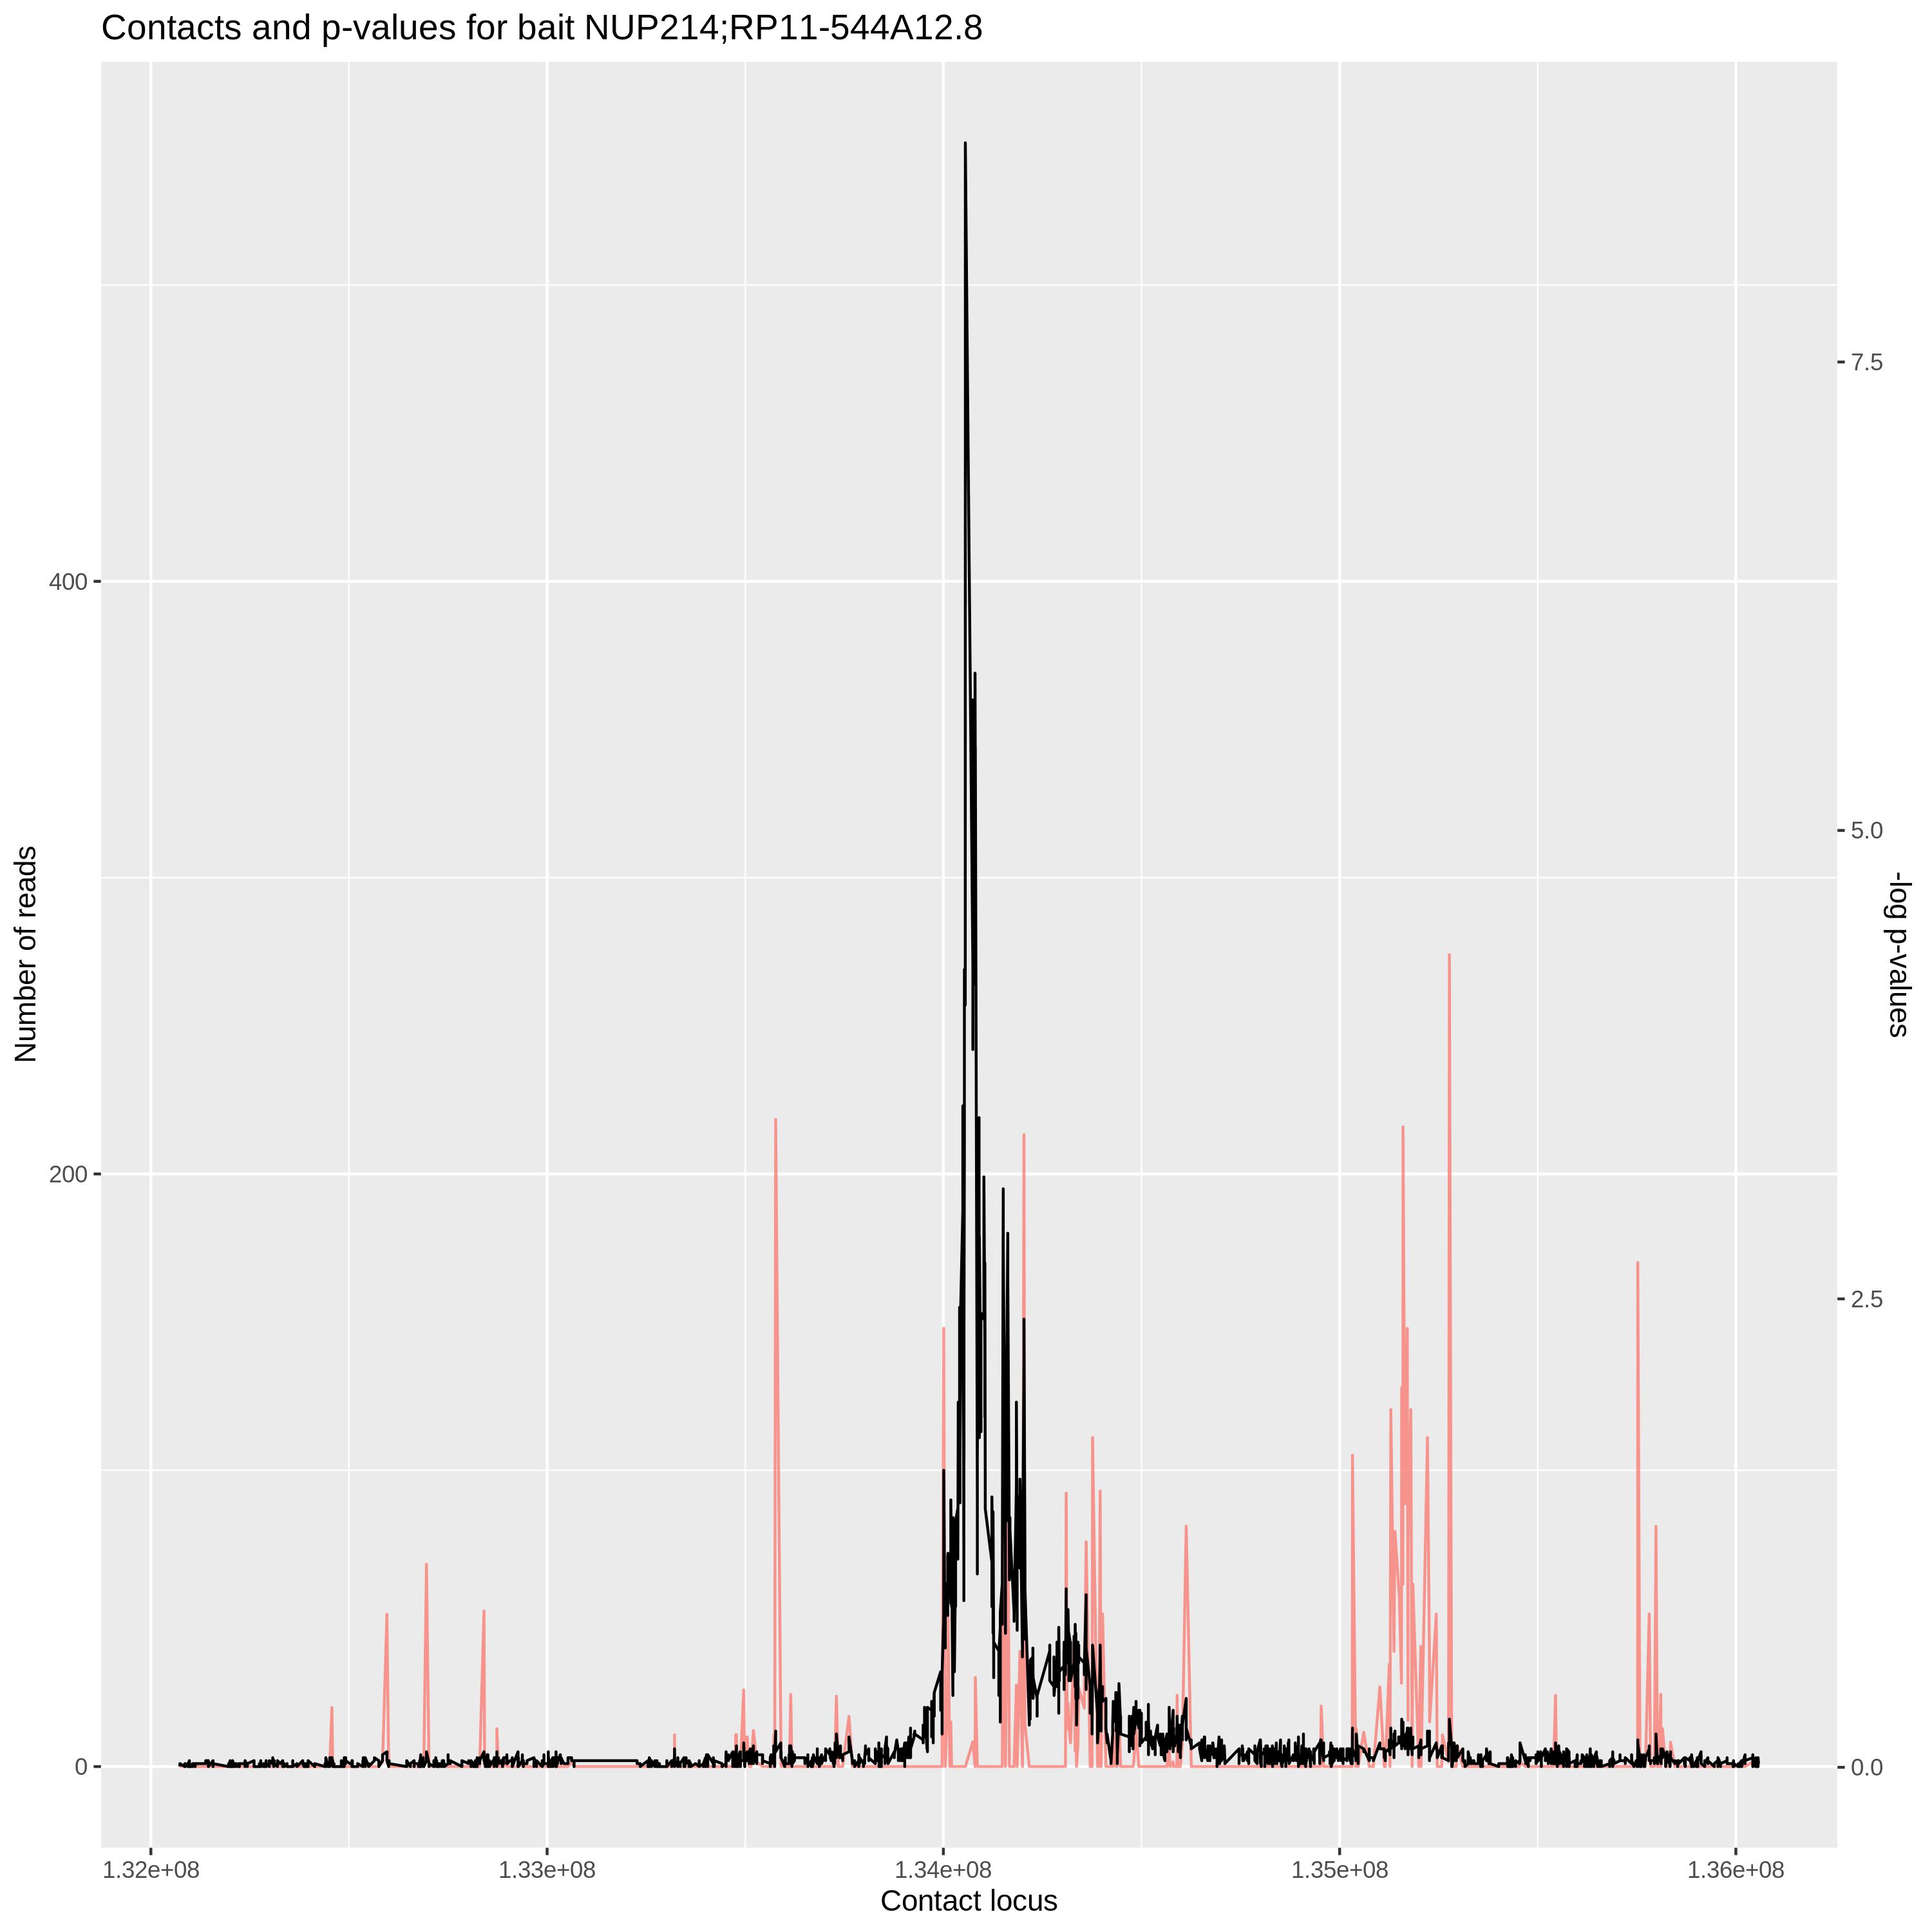 Contacts and p-values for bait NUP214;RP11-544A12.8
Number of reads
400
200
0
7.5
5.0
2.5
0.0
-log p-values
1.32e+08
1.33e+08
1.34e+08
1.35e+08
1.36e+08
Contact locus